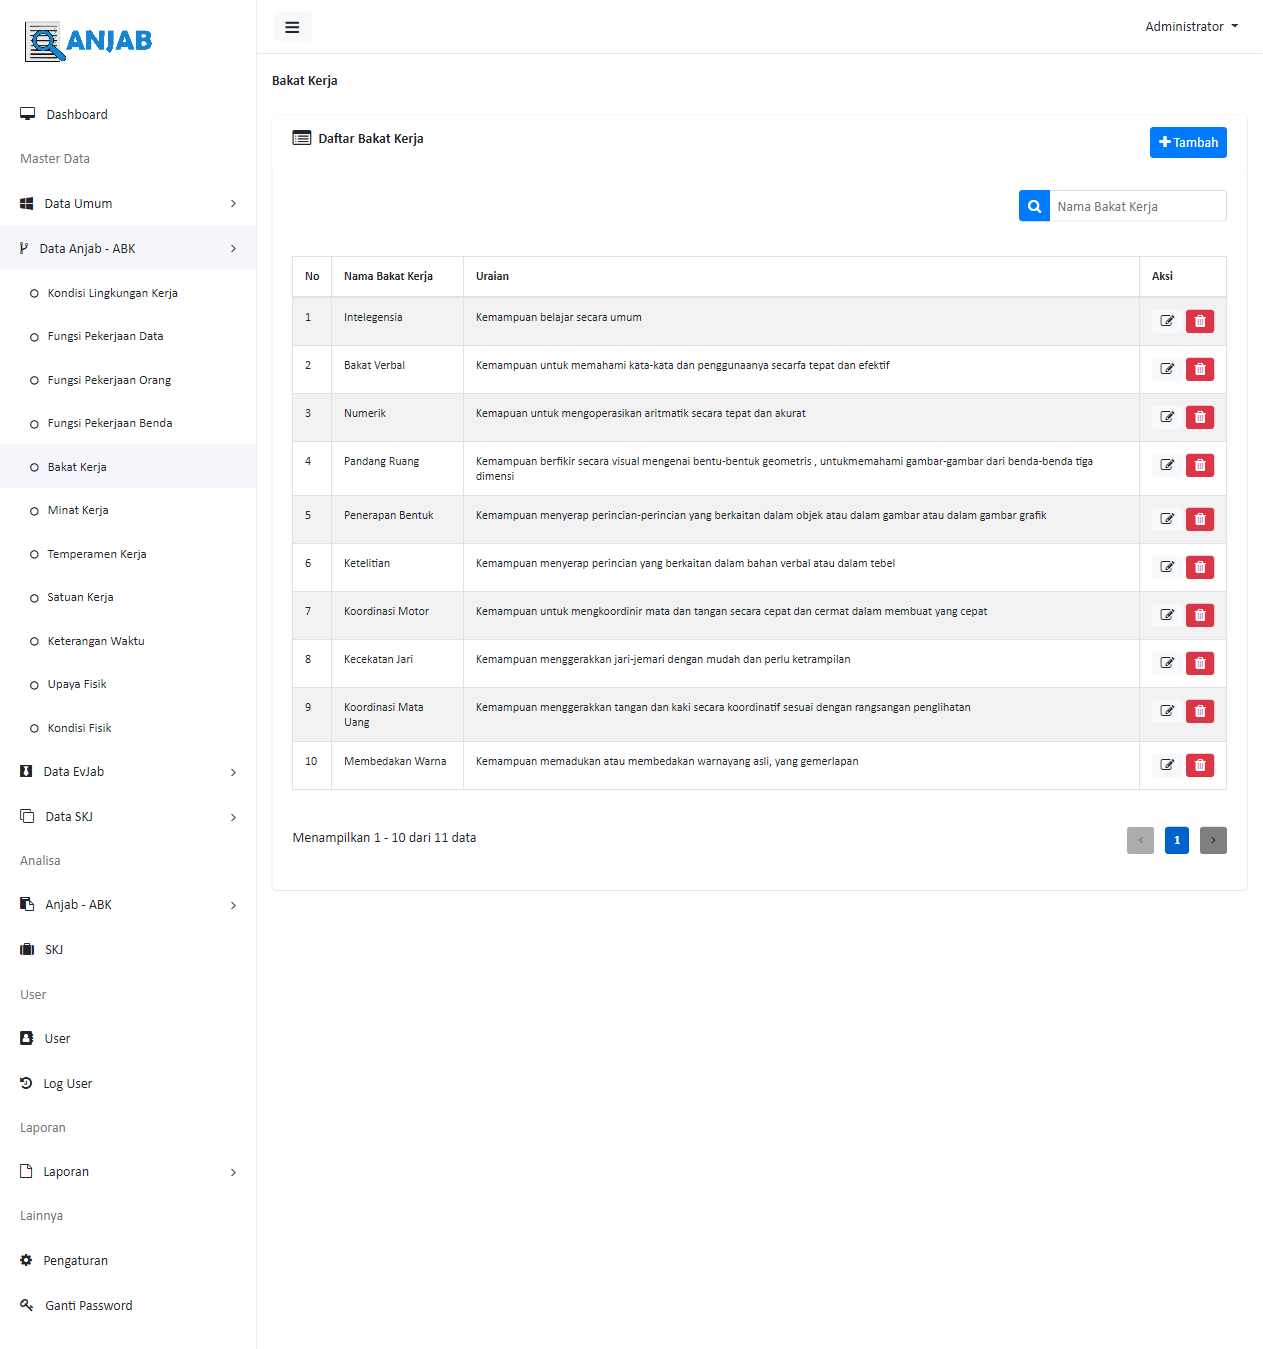 ANJAB
Administrator
Bakat Kerja
Dashboard
Master Data
Data Umum
Data Anjab - ABK
Kondisi Lingkungan Kerja
Fungsi Pekerjaan Data
Fungsi Pekerjaan Orang
Fungsi Pekerjaan Benda
Bakat Kerja
Minat Kerja
Temperamen Kerja
Satuan Kerja
Keterangan Waktu
Upaya Fisik
Kondisi Fisik
Data EvJab
Data SKJ
Analisa
Anjab - ABK
SKJ
User
User
Log User
Laporan
Laporan
Lainnya
Pengaturan
Ganti Password
Daftar Bakat Kerja
Tambah
Nama Bakat Kerja
No Nama Bakat Kerja Uraian Aksi
1 Intelegensia Kemampuan belajar secara umum
2 Bakat Verbal Kemampuan untuk memahami kata-kata dan penggunaanya secarfa tepat dan efektif
3 Numerik Kemapuan untuk mengoperasikan aritmatik secara tepat dan akurat
4 Pandang Ruang Kemampuan berfikir secara visual mengenai bentu-bentuk geometris , untukmemahami gambar-gambar dari benda-benda tiga
dimensi
5 Penerapan Bentuk Kemampuan menyerap perincian-perincian yang berkaitan dalam objek atau dalam gambar atau dalam gambar grafik
6 Ketelitian Kemampuan menyerap perincian yang berkaitan dalam bahan verbal atau dalam tebel
7 Koordinasi Motor Kemampuan untuk mengkoordinir mata dan tangan secara cepat dan cermat dalam membuat yang cepat
8 Kecekatan Jari Kemampuan menggerakkan jari-jemari dengan mudah dan perlu ketrampilan
9 Koordinasi Mata Kemampuan menggerakkan tangan dan kaki secara koordinatif sesuai dengan rangsangan penglihatan
Uang
10 Membedakan Warna Kemampuan memadukan atau membedakan warnayang asli, yang gemerlapan
Menampilkan 1 - 10 dari 11 data
‹ 1 ›